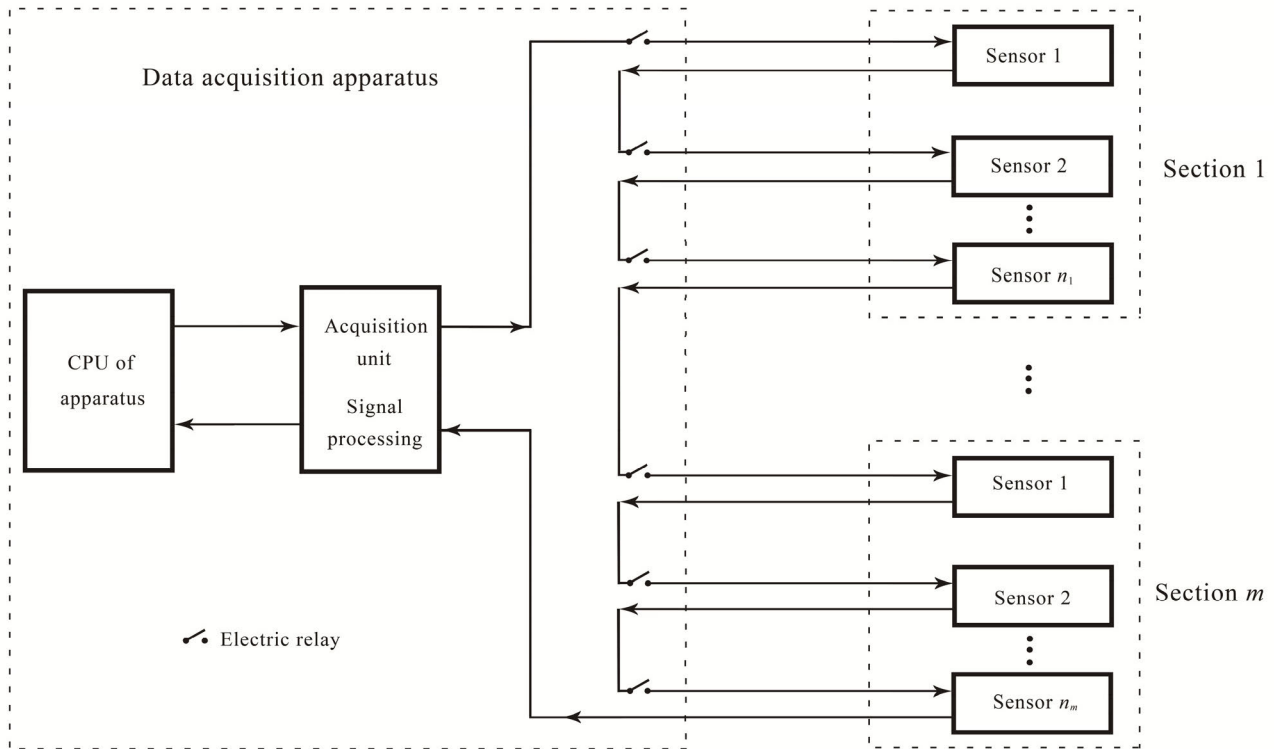 Data acquisition apparatus
Sensor 1
Sensor 2
Section 1
Sensor n₁
CPU of
apparatus
Acquisition
unit
Signal
processing
Sensor 1
Sensor 2
Section m
Sensor nₘ
Electric relay